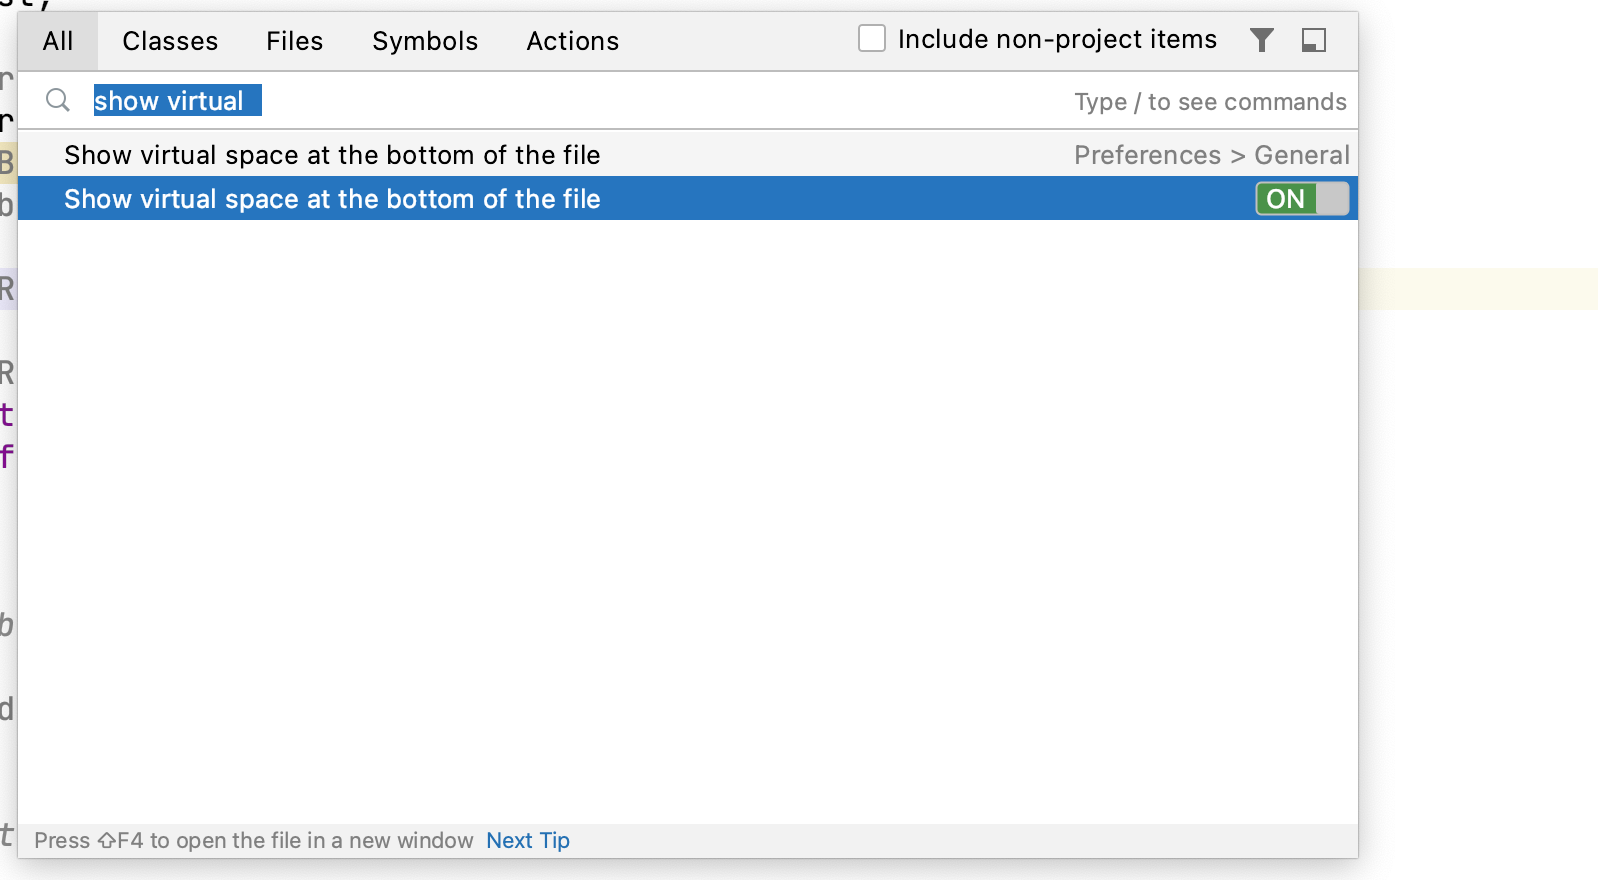 All Classes Files Symbols Actions Include non-project items
show virtual Type / to see commands
Show virtual space at the bottom of the file Preferences > General
Show virtual space at the bottom of the file ON
Press ⇧F4 to open the file in a new window Next Tip